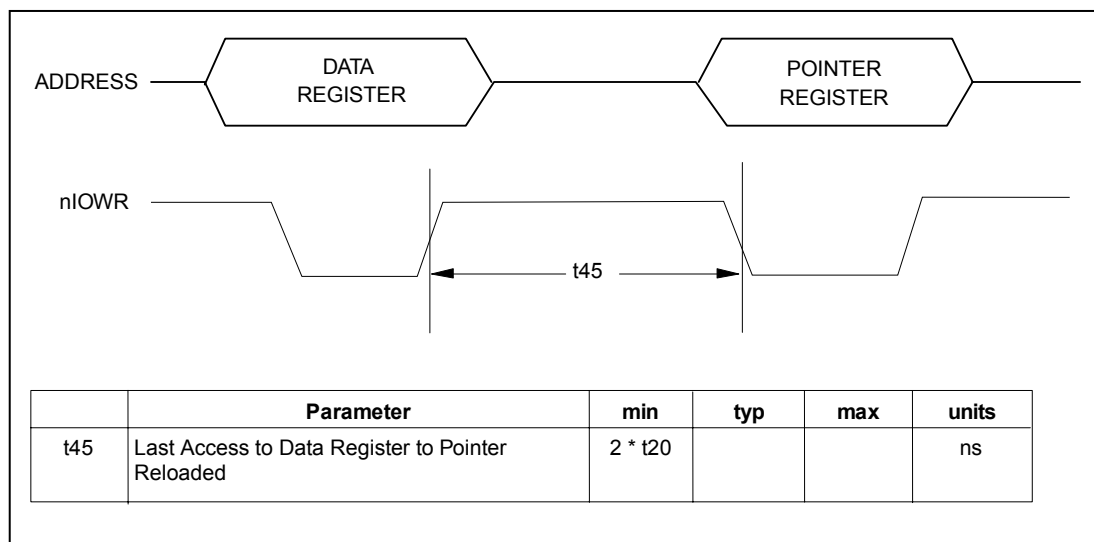 ADDRESS
DATA
REGISTER
POINTER
REGISTER
nIOWR
t45
Parameter min typ max units
t45 Last Access to Data Register to Pointer 2 * t20 ns
Reloaded